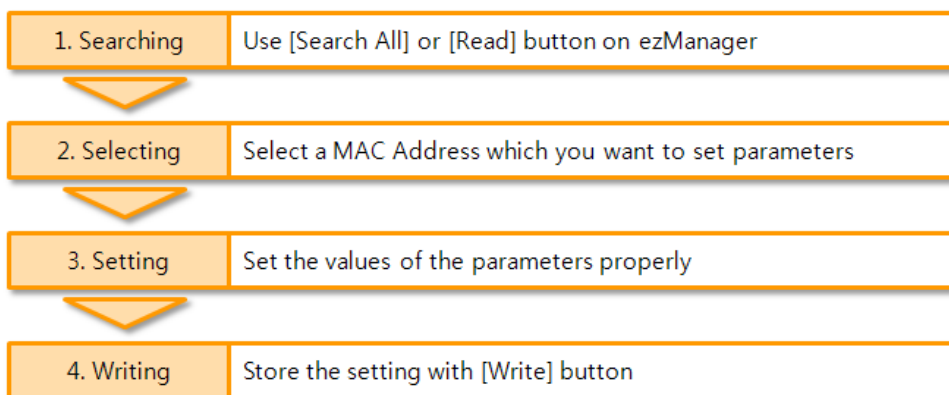 1. Searching Use [Search All] or [Read] button on ezManager
2. Selecting Select a MAC Address which you want to set parameters
3. Setting Set the values of the parameters properly
4. Writing Store the setting with [Write] button